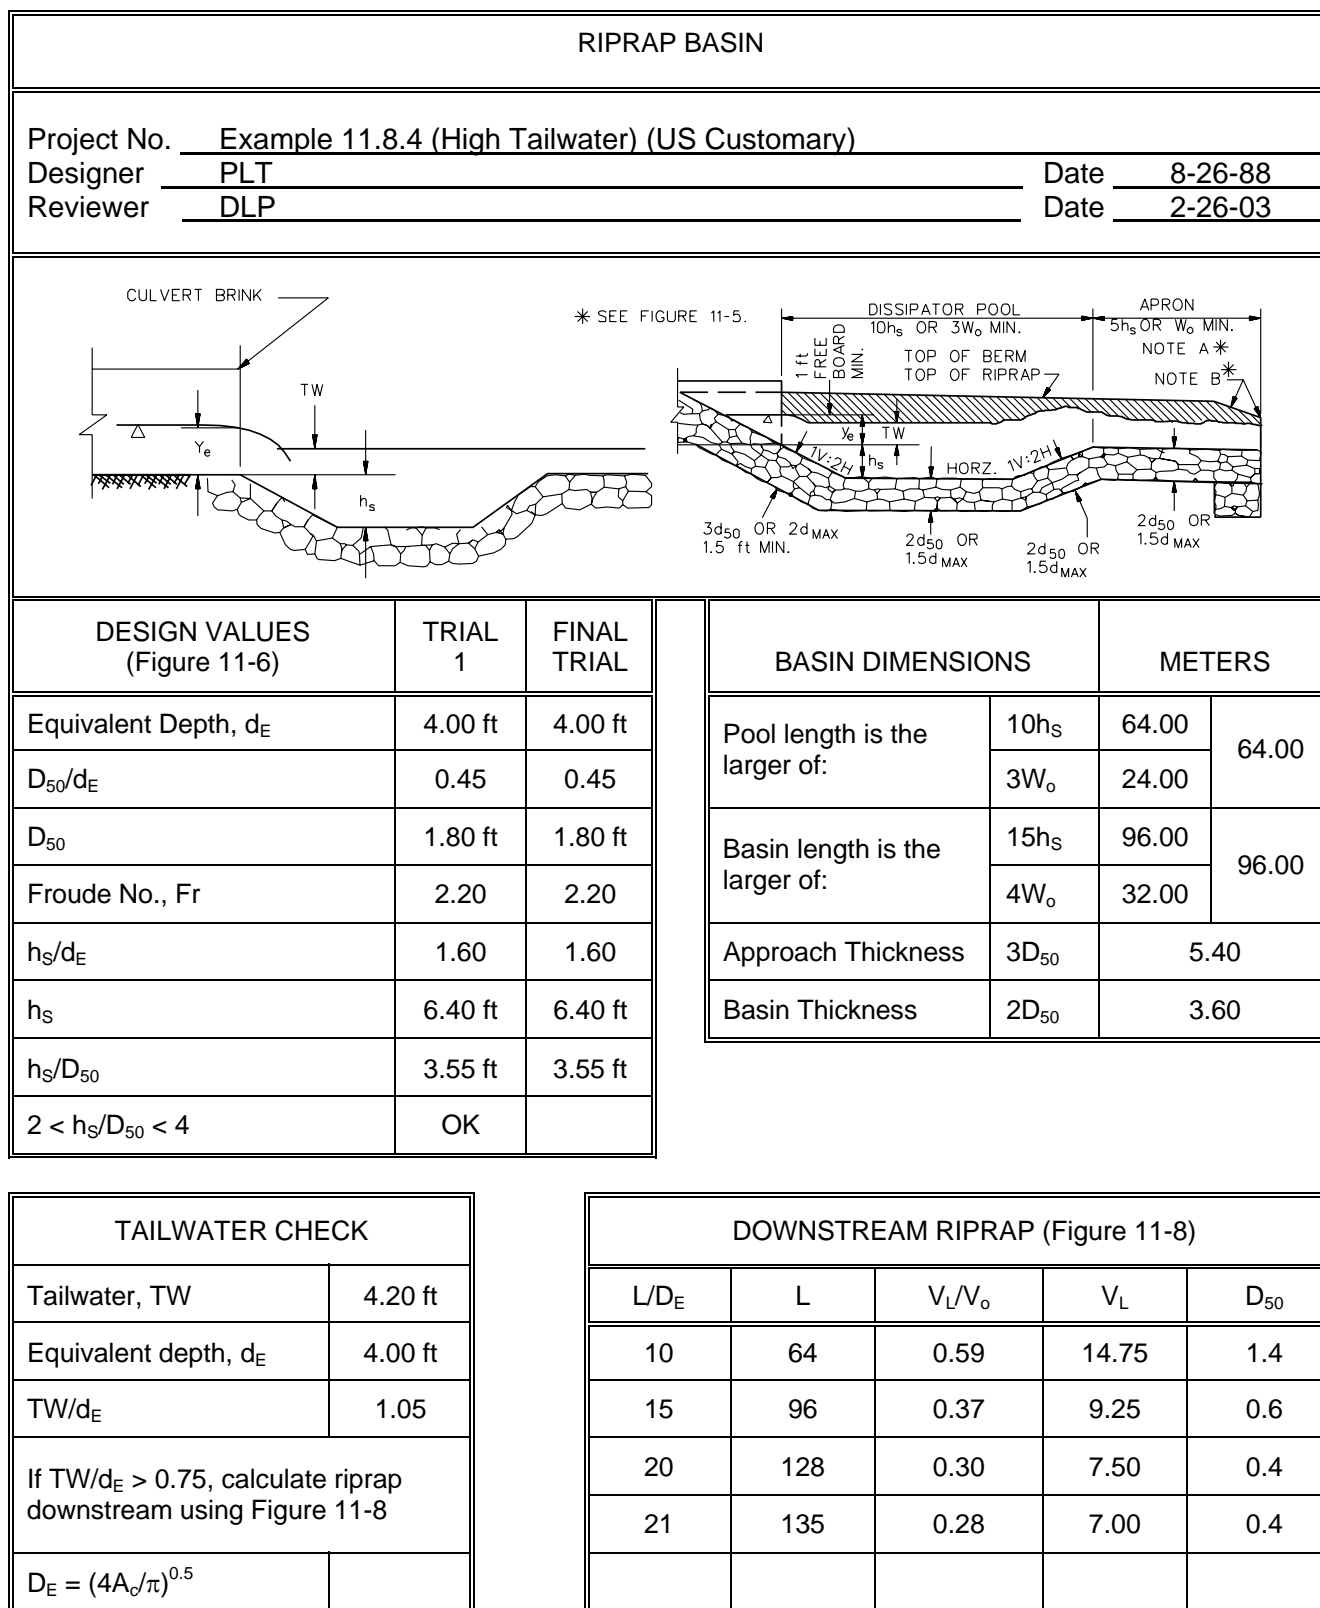 RIPRAP BASIN
Project No. Example 11.8.4 (High Tailwater) (US Customary)
Designer PLT Date 8-26-88
Reviewer DLP Date 2-26-03
CULVERT BRINK
TW
Ye
hs
* SEE FIGURE 11-5.
DISSIPATOR POOL
10hs OR 3Wo MIN.
APRON
5hs OR Wo MIN.
NOTE A*
NOTE B*
1 ft
FREE
BOARD
MIN.
TOP OF BERM
TOP OF RIPRAP
ye
TW
hs
1V:2H
HORZ.
1V:2H
3d50 OR 2dMAX
1.5 ft MIN.
2d50 OR
1.5dMAX
2d50 OR
1.5dMAX
2d50 OR
1.5dMAX
DESIGN VALUES
(Figure 11-6)
TRIAL
1
FINAL
TRIAL
Equivalent Depth, dE 4.00 ft 4.00 ft
D50/dE 0.45 0.45
D50 1.80 ft 1.80 ft
Froude No., Fr 2.20 2.20
hS/dE 1.60 1.60
hS 6.40 ft 6.40 ft
hS/D50 3.55 ft 3.55 ft
2 < hS/D50 < 4 OK
BASIN DIMENSIONS METERS
Pool length is the
larger of:
10hS 64.00
3Wo 24.00
64.00
Basin length is the
larger of:
15hS 96.00
4Wo 32.00
96.00
Approach Thickness 3D50 5.40
Basin Thickness 2D50 3.60
TAILWATER CHECK
Tailwater, TW 4.20 ft
Equivalent depth, dE 4.00 ft
TW/dE 1.05
If TW/dE > 0.75, calculate riprap
downstream using Figure 11-8
DE = (4Ac/π)0.5
DOWNSTREAM RIPRAP (Figure 11-8)
L/DE L VL/Vo VL D50
10 64 0.59 14.75 1.4
15 96 0.37 9.25 0.6
20 128 0.30 7.50 0.4
21 135 0.28 7.00 0.4